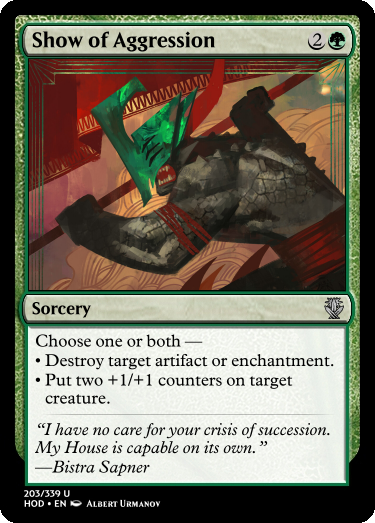 Show of Aggression 2
Sorcery
Choose one or both —
• Destroy target artifact or enchantment.
• Put two +1/+1 counters on target
creature.
“I have no care for your crisis of succession.
My House is capable on its own.”
—Bistra Sapner
203/339 U
HOD • EN Albert Urmanov